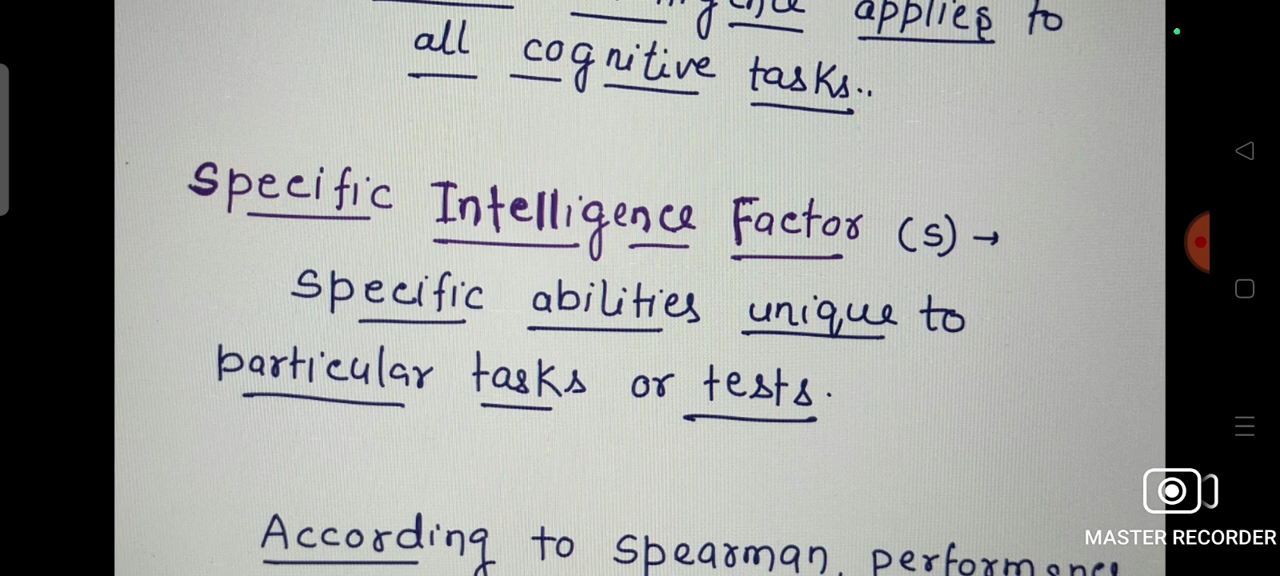 applies to
all cognitive tasks..
Specific Intelligence Factor (s) →
specific abilities unique to
particular tasks or tests.
According to Spearman, performance
MASTER RECORDER